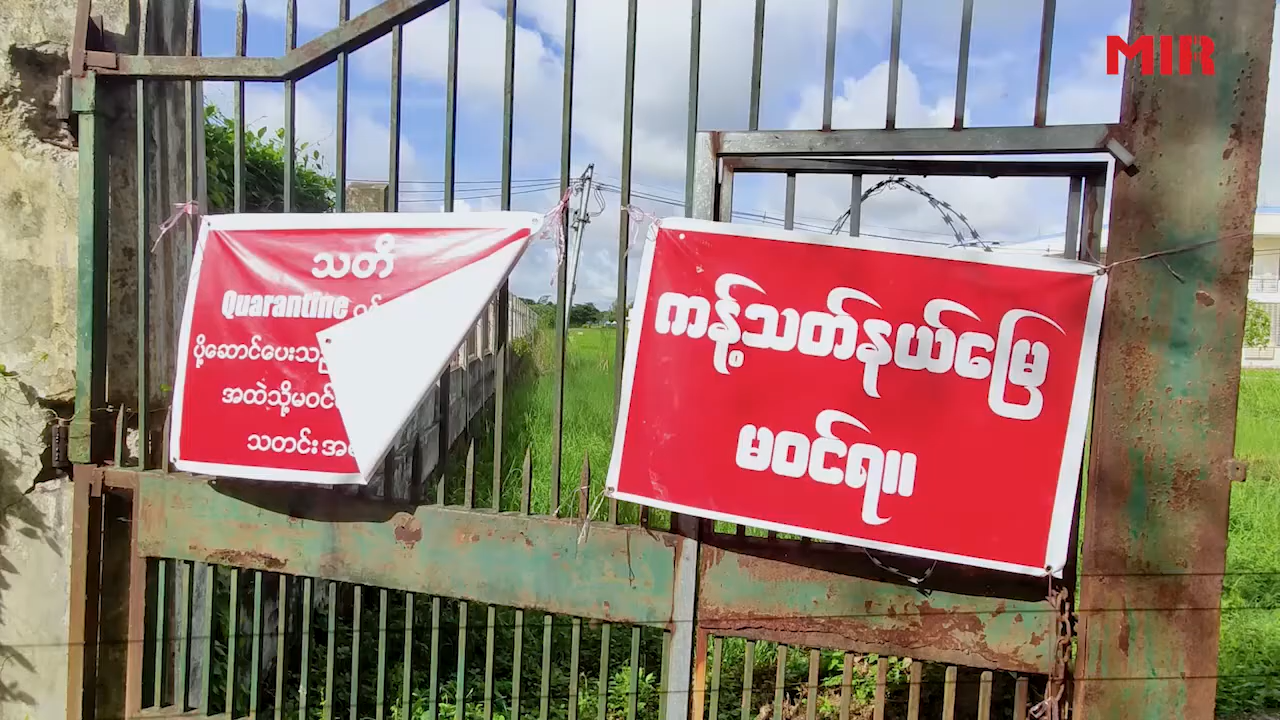 MIR
သတိ
Quarantine
ပို့ဆောင်ပေးသည့်
အထဲသို့မဝင်
သတင်းအ
ကန့်သတ်နယ်မြေ
မဝင်ရ။